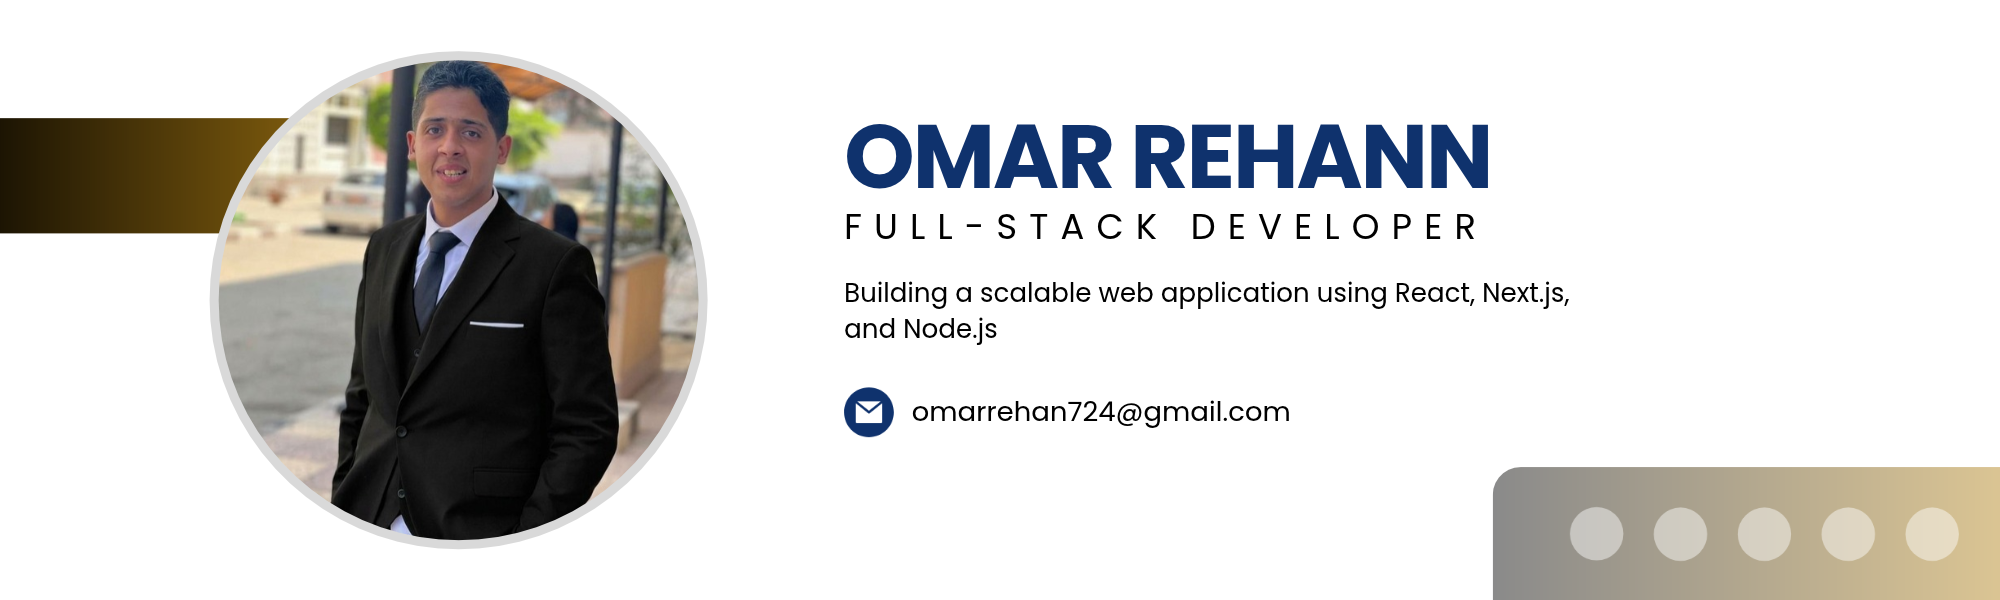 OMAR REHANN
FULL-STACK DEVELOPER
Building a scalable web application using React, Next.js,
and Node.js
omarrehan724@gmail.com